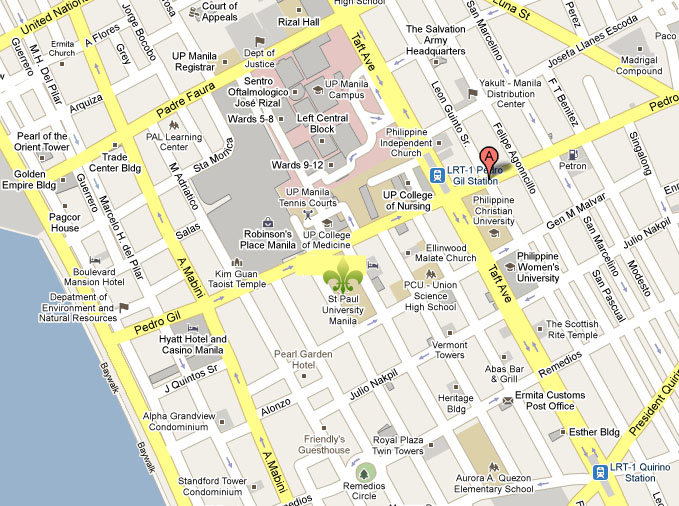 United Nations
Court of
Appeals
High School
Rizal Hall
Luna St
Jorge Bocobo
A Flores
Grey
Ermita
Church
Guerrero
M H. Del Pilar
Arquiza
UP Manila
Registrar
Dept of
Justice
Taft Ave
The Salvation
Army
Headquarters
San Marcelino
Perez
Josefa Llanes Escoda
Paco
Madrigal
Compound
Sentro
Oftalmologico
José Rizal
UP Manila
Campus
Yakult - Manila
Distribution
Center
F T Benitez
Leon Guinto Sr.
Padre Faura
Wards 5-8
Left Central
Block
Pedro
Pearl of the
Orient Tower
PAL Learning
Center
Philippine
Independent
Church
Felipe Agoncillo
Singalong
Trade
Center Bldg
Sta Monica
Wards 9-12
A
LRT-1 Pedro
Gil Station
Petron
Golden
Empire Bldg
M Adriatico
UP Manila
Tennis Courts
UP College
of Nursing
Guerrero
Marcelo H. del Pilar
Pagcor
House
Philippine
Christian
University
Gen M Malvar
Salas
Robinson's
Place Manila
UP College
of Medicine
San Marcelino
Julio Nakpil
Ellinwood
Malate Church
Boulevard
Mansion Hotel
A. Mabini
Kim Guan
Taoist Temple
Philippine
Women's
University
Modesto
San Pascual
Taft Ave
PCU - Union
Science
High School
Depatment of
Environment and
Natural Resources
St Paul
University
Manila
Pedro Gil
Hyatt Hotel and
Casino Manila
The Scottish
Rite Temple
Vermont
Towers
Pearl Garden
Hotel
Remedios
Abas Bar
& Grill
Baywalk
J Quintos Sr
Julio Nakpil
Heritage
Bldg
Ermita Customs
Post Office
President Quirino
Alonzo
Alpha Grandview
Condominium
Friendly's
Guesthouse
Royal Plaza
Twin Towers
Esther Bldg
Baywalk
A.Mabini
LRT-1 Quirino
Station
Standford Tower
Condominium
Remedios
Circle
Aurora A. Quezon
Elementary School
Remedios